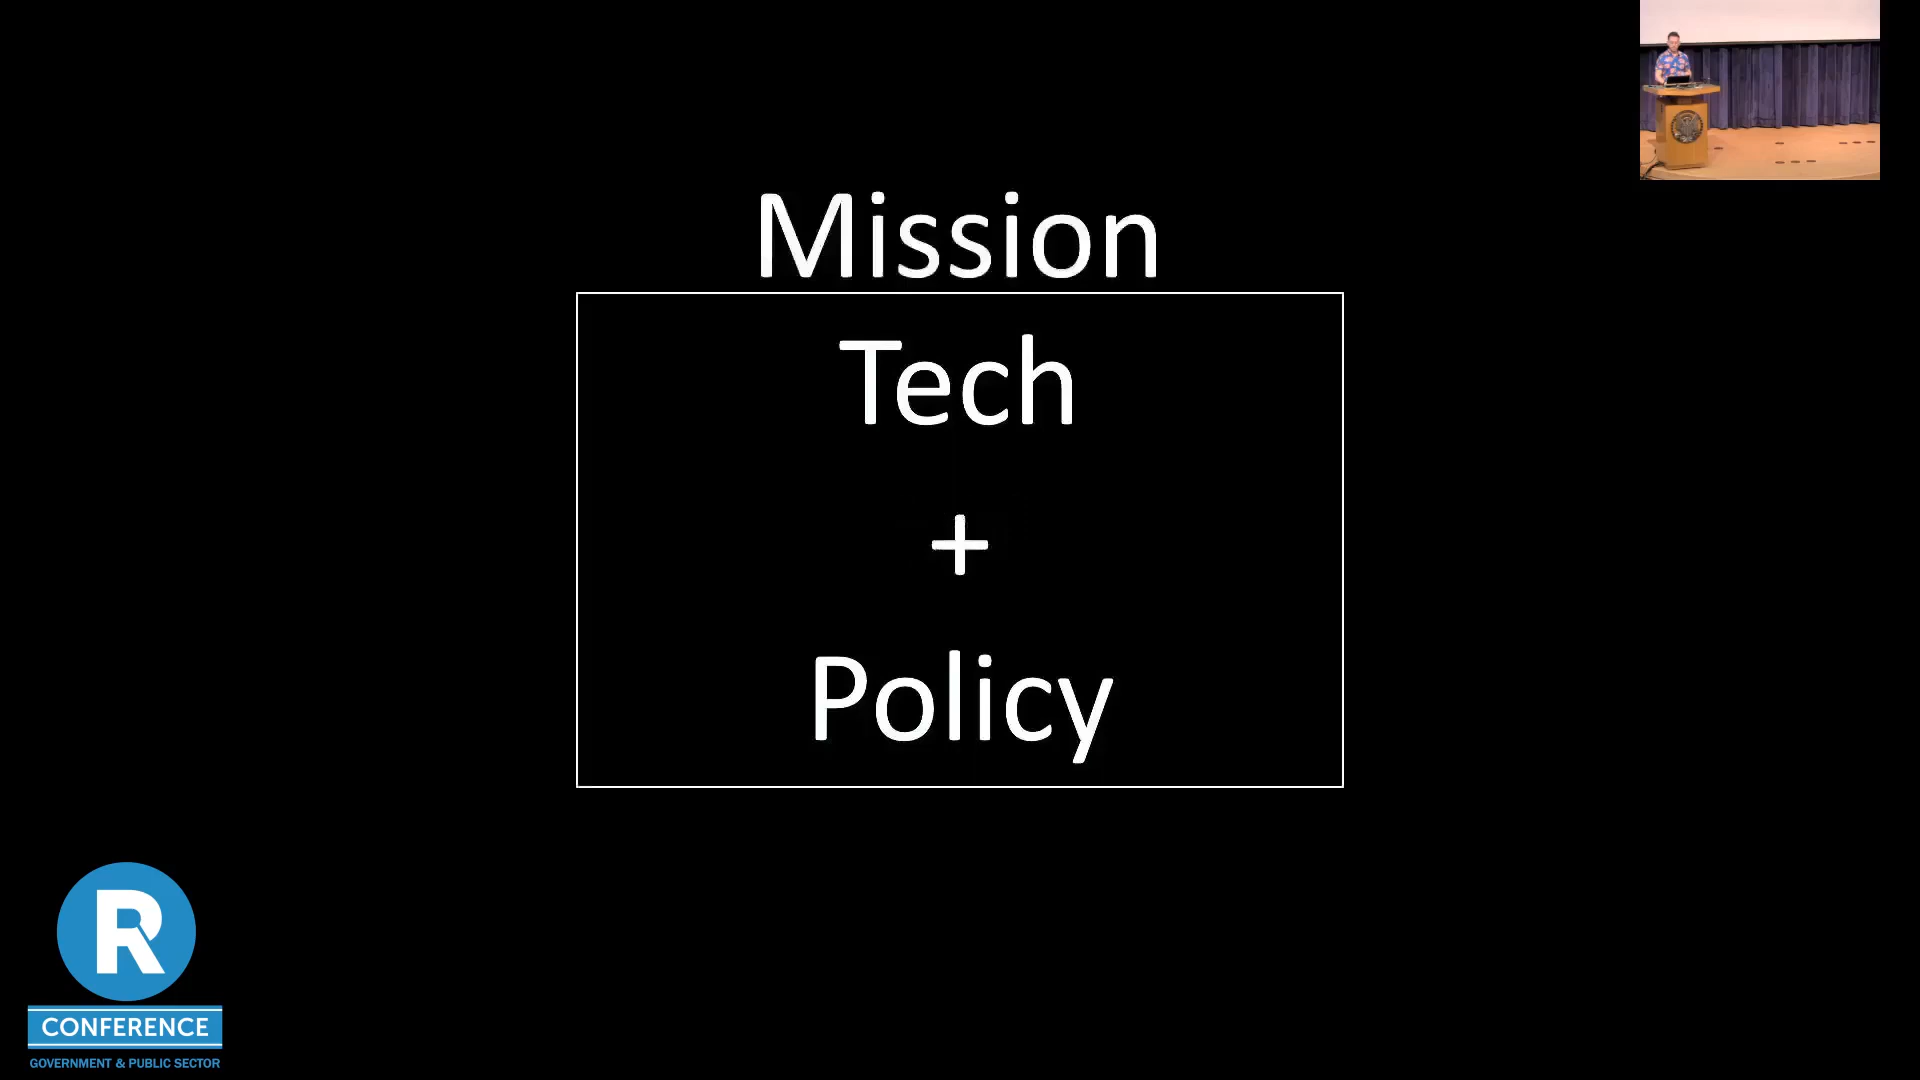 Mission
Tech
+
Policy
R
CONFERENCE
GOVERNMENT & PUBLIC SECTOR